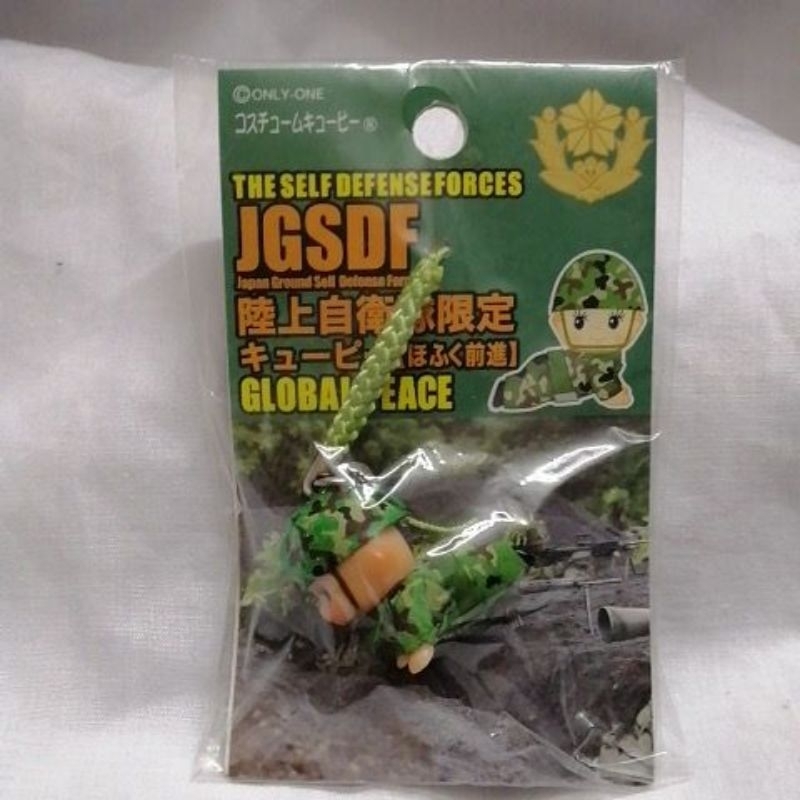 ©ONLY-ONE
コスチュームキューピー®
THE SELF DEFENSE FORCES
JGSDF
Japan Ground Self Defense
陸上自衛隊限定
キューピー ほふく前進】
GLOBAL PEACE